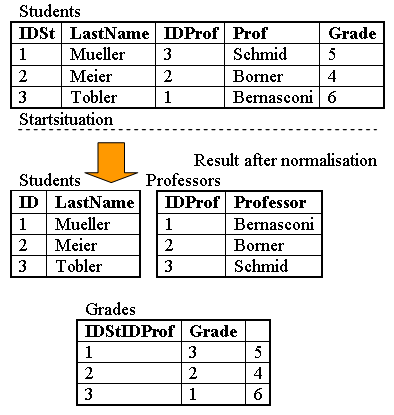 Students
IDSt LastName IDProf Prof Grade
1 Mueller 3 Schmid 5
2 Meier 2 Borner 4
3 Tobler 1 Bernasconi 6
Startsituation
Result after normalisation
Students Professors
ID LastName IDProf Professor
1 Mueller 1 Bernasconi
2 Meier 2 Borner
3 Tobler 3 Schmid
Grades
IDStIDProf Grade
1 3 5
2 2 4
3 1 6